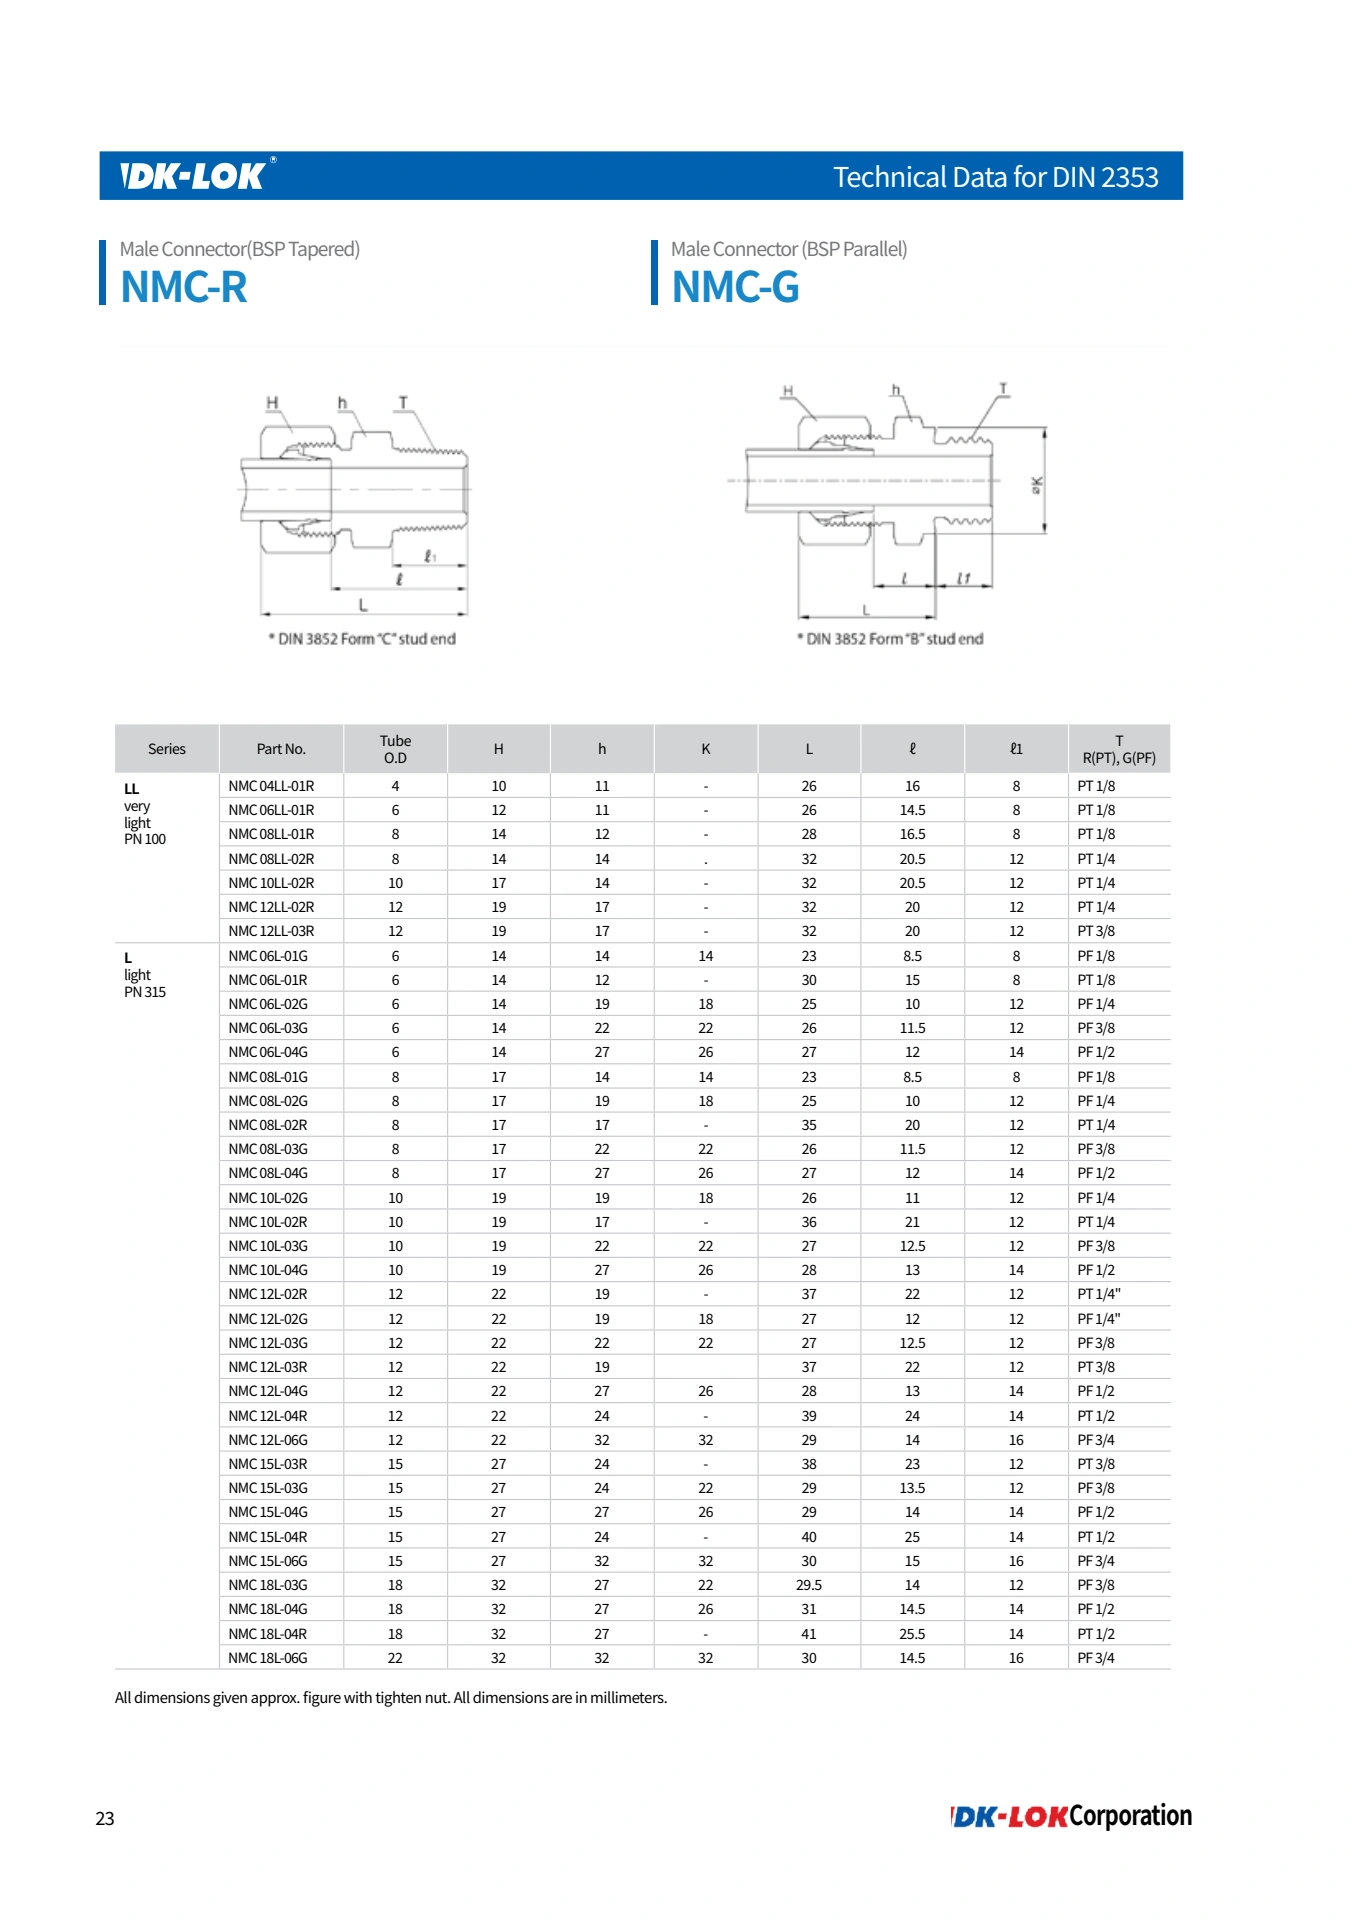 DK-LOK®
Technical Data for DIN 2353
Male Connector(BSP Tapered)
NMC-R
Male Connector (BSP Parallel)
NMC-G
H h T
ℓ1
ℓ
L
* DIN 3852 Form "C" stud end
H h T
øK
l l1
L
* DIN 3852 Form "B" stud end
Series Part No. Tube O.D H h K L ℓ ℓ1 T R(PT), G(PF)
LL
very
light
PN 100
NMC 04LL-01R 4 10 11 - 26 16 8 PT 1/8
NMC 06LL-01R 6 12 11 - 26 14.5 8 PT 1/8
NMC 08LL-01R 8 14 12 - 28 16.5 8 PT 1/8
NMC 08LL-02R 8 14 14 . 32 20.5 12 PT 1/4
NMC 10LL-02R 10 17 14 - 32 20.5 12 PT 1/4
NMC 12LL-02R 12 19 17 - 32 20 12 PT 1/4
NMC 12LL-03R 12 19 17 - 32 20 12 PT 3/8
L
light
PN 315
NMC 06L-01G 6 14 14 14 23 8.5 8 PF 1/8
NMC 06L-01R 6 14 12 - 30 15 8 PT 1/8
NMC 06L-02G 6 14 19 18 25 10 12 PF 1/4
NMC 06L-03G 6 14 22 22 26 11.5 12 PF 3/8
NMC 06L-04G 6 14 27 26 27 12 14 PF 1/2
NMC 08L-01G 8 17 14 14 23 8.5 8 PF 1/8
NMC 08L-02G 8 17 19 18 25 10 12 PF 1/4
NMC 08L-02R 8 17 17 - 35 20 12 PT 1/4
NMC 08L-03G 8 17 22 22 26 11.5 12 PF 3/8
NMC 08L-04G 8 17 27 26 27 12 14 PF 1/2
NMC 10L-02G 10 19 19 18 26 11 12 PF 1/4
NMC 10L-02R 10 19 17 - 36 21 12 PT 1/4
NMC 10L-03G 10 19 22 22 27 12.5 12 PF 3/8
NMC 10L-04G 10 19 27 26 28 13 14 PF 1/2
NMC 12L-02R 12 22 19 - 37 22 12 PT 1/4"
NMC 12L-02G 12 22 19 18 27 12 12 PF 1/4"
NMC 12L-03G 12 22 22 22 27 12.5 12 PF 3/8
NMC 12L-03R 12 22 19 37 22 12 PT 3/8
NMC 12L-04G 12 22 27 26 28 13 14 PF 1/2
NMC 12L-04R 12 22 24 - 39 24 14 PT 1/2
NMC 12L-06G 12 22 32 32 29 14 16 PF 3/4
NMC 15L-03R 15 27 24 - 38 23 12 PT 3/8
NMC 15L-03G 15 27 24 22 29 13.5 12 PF 3/8
NMC 15L-04G 15 27 27 26 29 14 14 PF 1/2
NMC 15L-04R 15 27 24 - 40 25 14 PT 1/2
NMC 15L-06G 15 27 32 32 30 15 16 PF 3/4
NMC 18L-03G 18 32 27 22 29.5 14 12 PF 3/8
NMC 18L-04G 18 32 27 26 31 14.5 14 PF 1/2
NMC 18L-04R 18 32 27 - 41 25.5 14 PT 1/2
NMC 18L-06G 22 32 32 32 30 14.5 16 PF 3/4
All dimensions given approx. figure with tighten nut. All dimensions are in millimeters.
23
DK-LOK Corporation